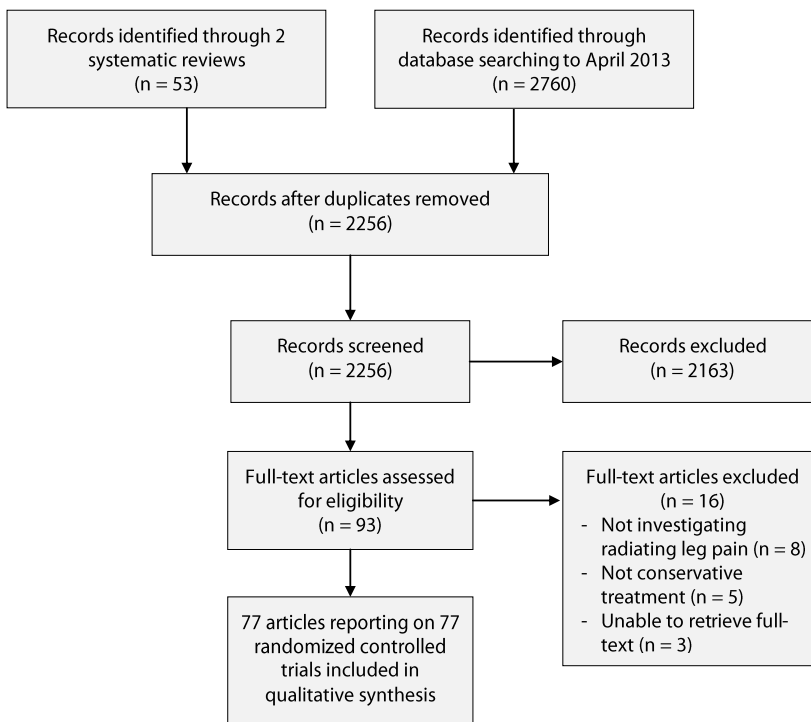 Records identified through 2
systematic reviews
(n = 53)
Records identified through
database searching to April 2013
(n = 2760)
Records after duplicates removed
(n = 2256)
Records screened
(n = 2256)
Records excluded
(n = 2163)
Full-text articles assessed
for eligibility
(n = 93)
Full-text articles excluded
(n = 16)
- Not investigating
radiating leg pain (n = 8)
- Not conservative
treatment (n = 5)
- Unable to retrieve full-
text (n = 3)
77 articles reporting on 77
randomized controlled
trials included in
qualitative synthesis